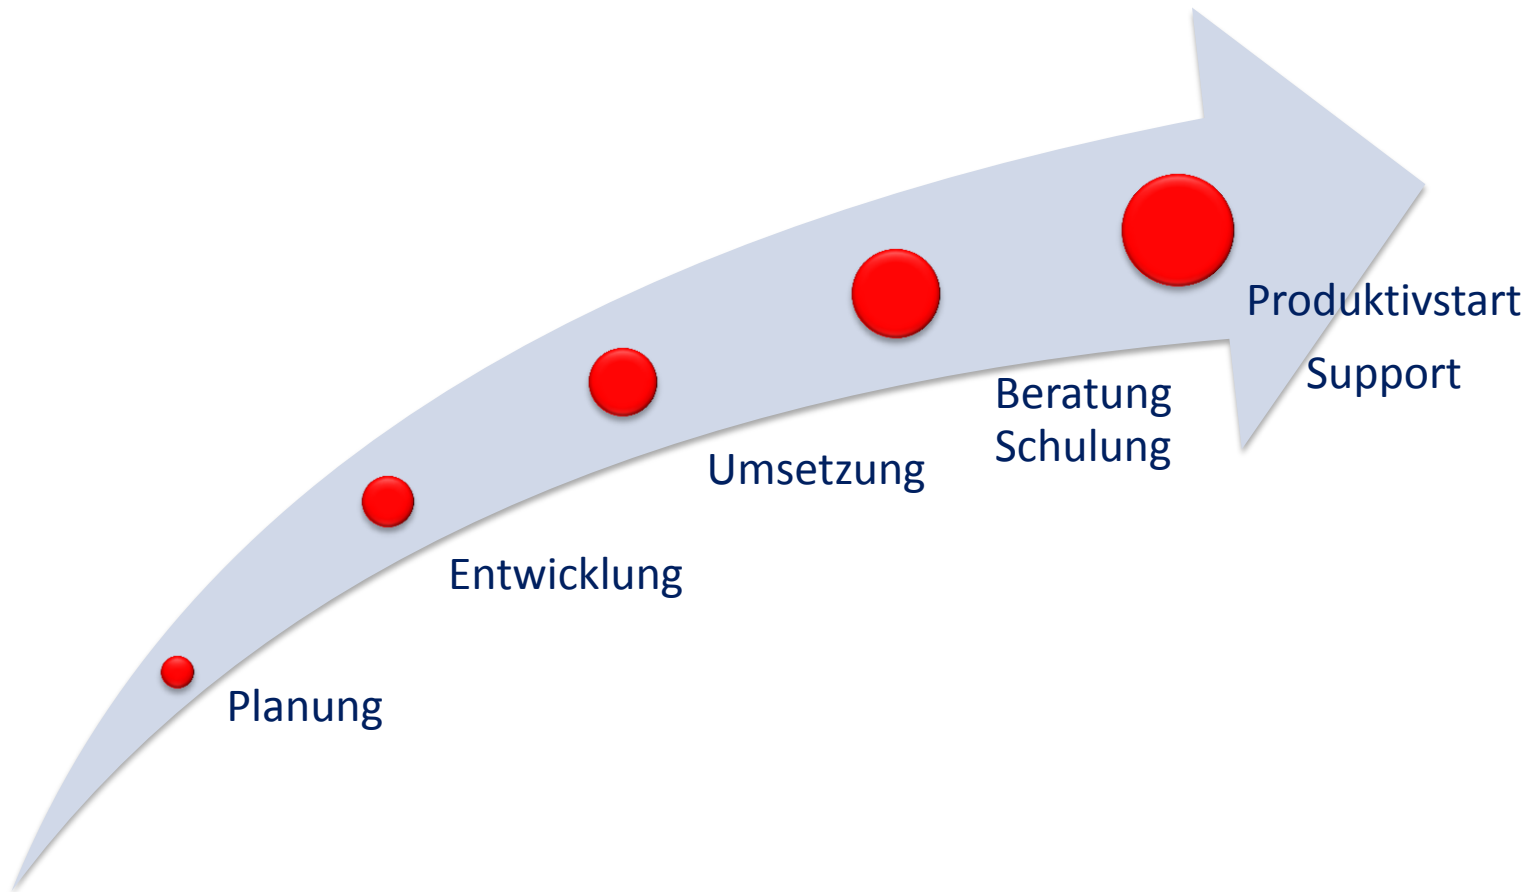 Planung
Entwicklung
Umsetzung
Beratung
Schulung
Produktivstart
Support